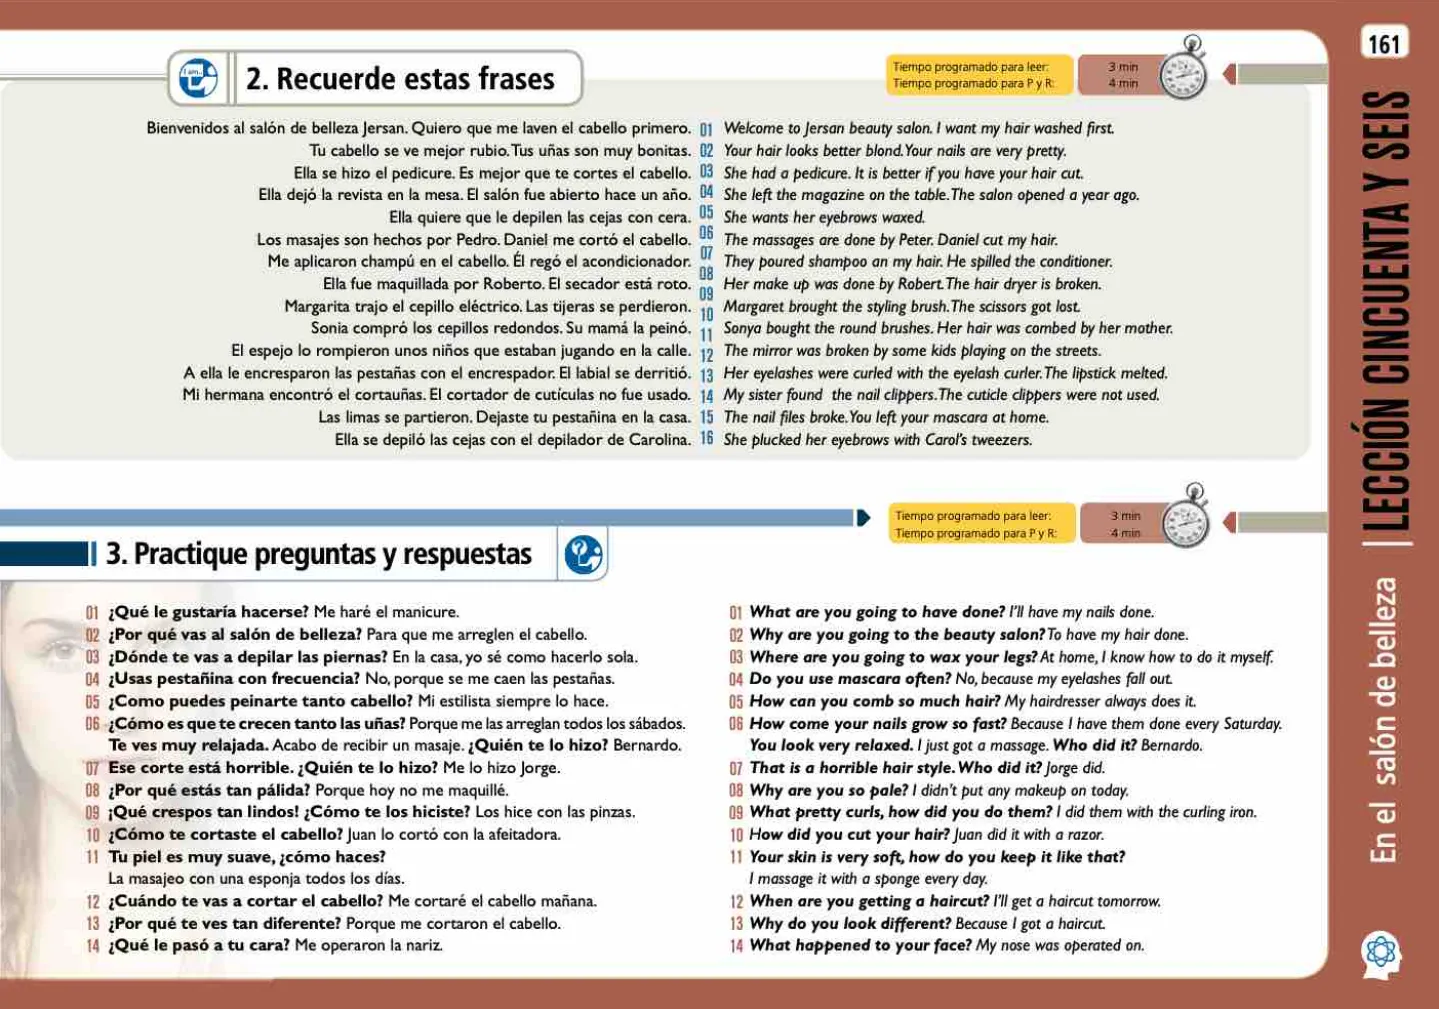 161
2. Recuerde estas frases
Tiempo programado para leer: 3 min
Tiempo programado para P y R: 4 min
Bienvenidos al salón de belleza Jersan. Quiero que me laven el cabello primero. 01 Welcome to Jersan beauty salon. I want my hair washed first.
Tu cabello se ve mejor rubio. Tus uñas son muy bonitas. 02 Your hair looks better blond. Your nails are very pretty.
Ella se hizo el pedicure. Es mejor que te cortes el cabello. 03 She had a pedicure. It is better if you have your hair cut.
Ella dejó la revista en la mesa. El salón fue abierto hace un año. 04 She left the magazine on the table. The salon opened a year ago.
Ella quiere que le depilen las cejas con cera. 05 She wants her eyebrows waxed.
Los masajes son hechos por Pedro. Daniel me cortó el cabello. 06 The massages are done by Peter. Daniel cut my hair.
Me aplicaron champú en el cabello. Él regó el acondicionador. 07 They poured shampoo an my hair. He spilled the conditioner.
Ella fue maquillada por Roberto. El secador está roto. 08 Her make up was done by Robert. The hair dryer is broken.
Margarita trajo el cepillo eléctrico. Las tijeras se perdieron. 09 Margaret brought the styling brush. The scissors got lost.
Sonia compró los cepillos redondos. Su mamá la peinó. 10 11 Sonya bought the round brushes. Her hair was combed by her mother.
El espejo lo rompieron unos niños que estaban jugando en la calle. 12 The mirror was broken by some kids playing on the streets.
A ella le encresparon las pestañas con el encrespador. El labial se derritió. 13 Her eyelashes were curled with the eyelash curler. The lipstick melted.
Mi hermana encontró el cortauñas. El cortador de cutículas no fue usado. 14 My sister found the nail clippers. The cuticle clippers were not used.
Las limas se partieron. Dejaste tu pestañina en la casa. 15 The nail files broke. You left your mascara at home.
Ella se depiló las cejas con el depilador de Carolina. 16 She plucked her eyebrows with Carol's tweezers.
Tiempo programado para leer: 3 min
Tiempo programado para P y R: 4 min
3. Practique preguntas y respuestas
01 ¿Qué le gustaría hacerse? Me haré el manicure.
02 ¿Por qué vas al salón de belleza? Para que me arreglen el cabello.
03 ¿Dónde te vas a depilar las piernas? En la casa, yo sé como hacerlo sola.
04 ¿Usas pestañina con frecuencia? No, porque se me caen las pestañas.
05 ¿Como puedes peinarte tanto cabello? Mi estilista siempre lo hace.
06 ¿Cómo es que te crecen tanto las uñas? Porque me las arreglan todos los sábados.
Te ves muy relajada. Acabo de recibir un masaje. ¿Quién te lo hizo? Bernardo.
07 Ese corte está horrible. ¿Quién te lo hizo? Me lo hizo Jorge.
08 ¿Por qué estás tan pálida? Porque hoy no me maquillé.
09 ¡Qué crespos tan lindos! ¿Cómo te los hiciste? Los hice con las pinzas.
10 ¿Cómo te cortaste el cabello? Juan lo cortó con la afeitadora.
11 Tu piel es muy suave, ¿cómo haces?
La masajeo con una esponja todos los días.
12 ¿Cuándo te vas a cortar el cabello? Me cortaré el cabello mañana.
13 ¿Por qué te ves tan diferente? Porque me cortaron el cabello.
14 ¿Qué le pasó a tu cara? Me operaron la nariz.
01 What are you going to have done? I'll have my nails done.
02 Why are you going to the beauty salon? To have my hair done.
03 Where are you going to wax your legs? At home, I know how to do it myself.
04 Do you use mascara often? No, because my eyelashes fall out.
05 How can you comb so much hair? My hairdresser always does it.
06 How come your nails grow so fast? Because I have them done every Saturday.
You look very relaxed. I just got a massage. Who did it? Bernardo.
07 That is a horrible hair style. Who did it? Jorge did.
08 Why are you so pale? I didn't put any makeup on today.
09 What pretty curls, how did you do them? I did them with the curling iron.
10 How did you cut your hair? Juan did it with a razor.
11 Your skin is very soft, how do you keep it like that?
I massage it with a sponge every day.
12 When are you getting a haircut? I'll get a haircut tomorrow.
13 Why do you look different? Because I got a haircut.
14 What happened to your face? My nose was operated on.
En el salón de belleza | LECCIÓN CINCUENTA Y SEIS